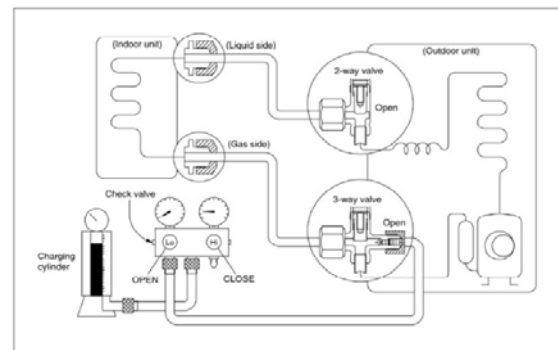 (Indoor unit)
(Liquid side)
(Outdoor unit)
2-way valve
Open
(Gas side)
3-way valve
Open
Check valve
Lo
Hi
Charging
cylinder
OPEN
CLOSE